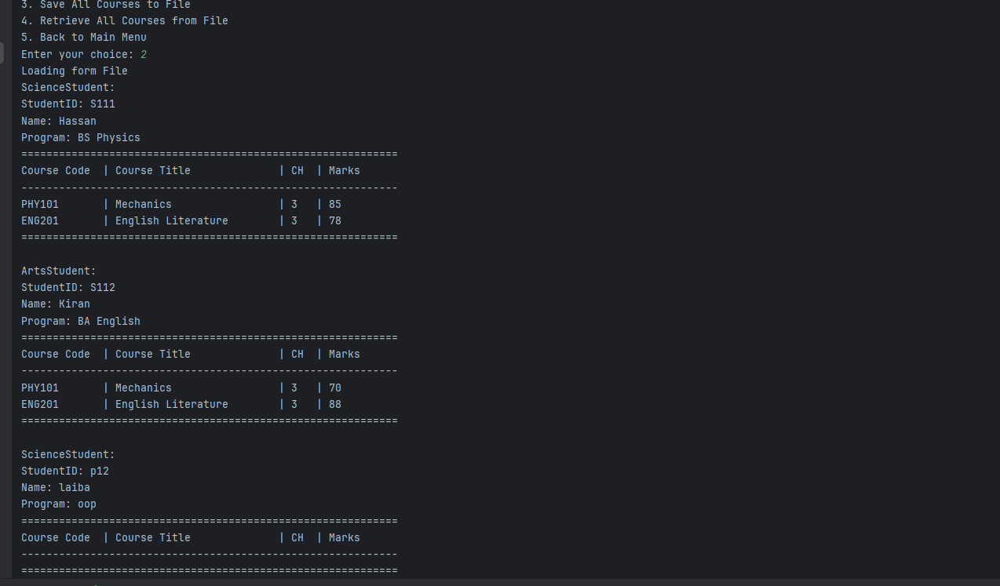 3. Save All Courses to File
4. Retrieve All Courses from File
5. Back to Main Menu
Enter your choice: 2
Loading form File
ScienceStudent:
StudentID: S111
Name: Hassan
Program: BS Physics
============================================================
Course Code  | Course Title              | CH  | Marks
------------------------------------------------------------
PHY101       | Mechanics                 | 3   | 85
ENG201       | English Literature        | 3   | 78
============================================================

ArtsStudent:
StudentID: S112
Name: Kiran
Program: BA English
============================================================
Course Code  | Course Title              | CH  | Marks
------------------------------------------------------------
PHY101       | Mechanics                 | 3   | 70
ENG201       | English Literature        | 3   | 88
============================================================

ScienceStudent:
StudentID: p12
Name: laiba
Program: oop
============================================================
Course Code  | Course Title              | CH  | Marks
------------------------------------------------------------
============================================================